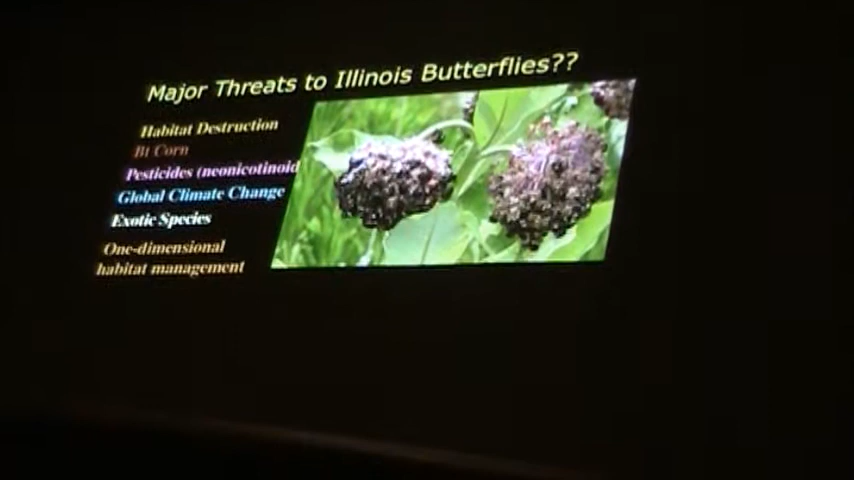 Major Threats to Illinois Butterflies??
Habitat Destruction
Bt Corn
Pesticides (neonicotinoid
Global Climate Change
Exotic Species
One-dimensional
habitat management